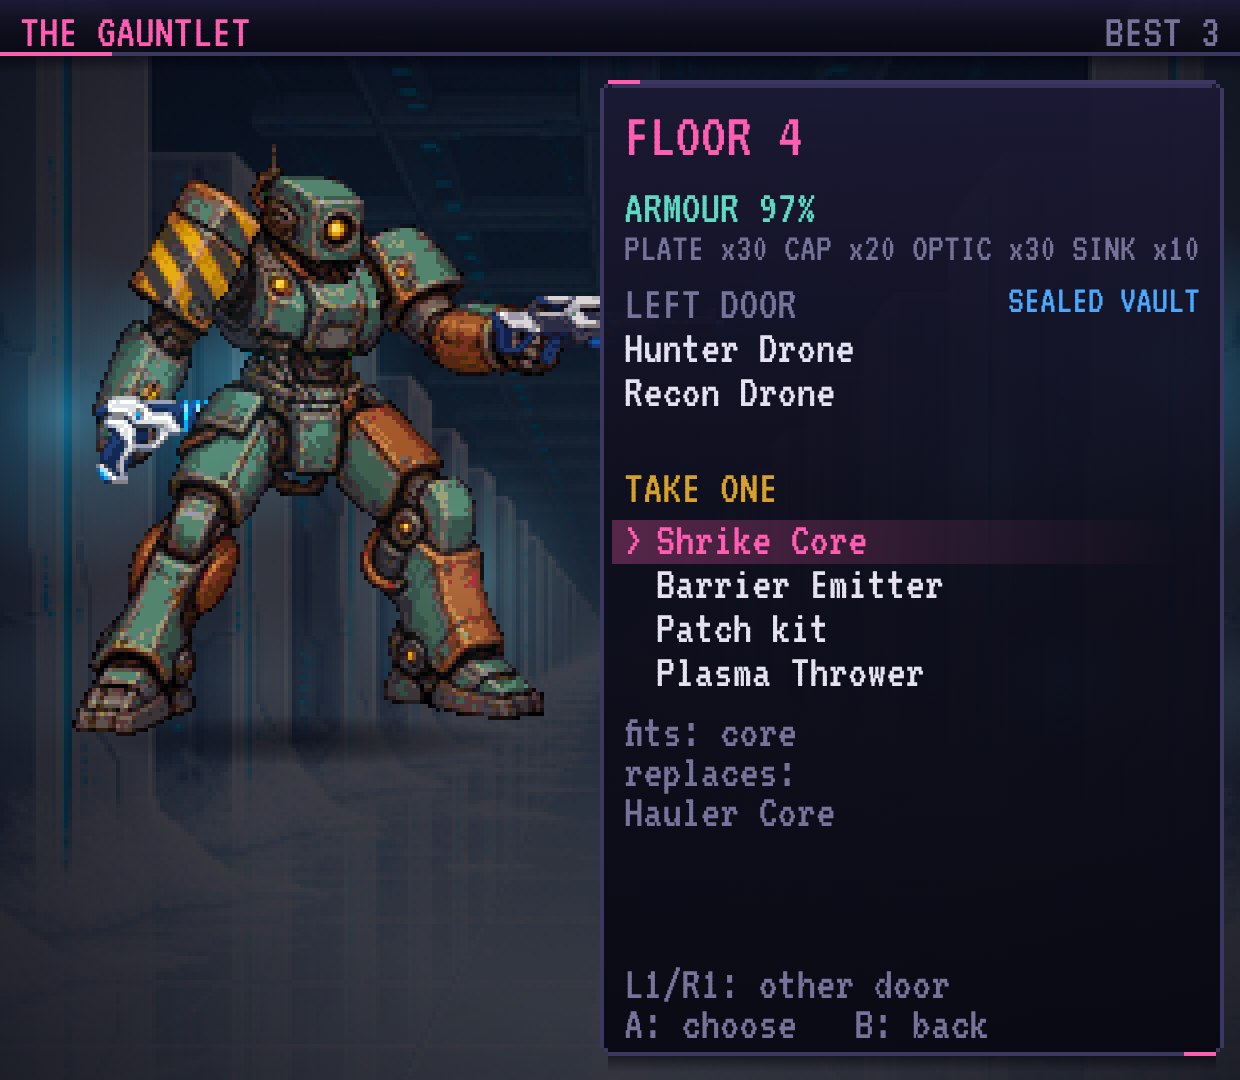 THE GAUNTLET
BEST 3
FLOOR 4
ARMOUR 97%
PLATE x30 CAP x20 OPTIC x30 SINK x10
LEFT DOOR
SEALED VAULT
Hunter Drone
Recon Drone
TAKE ONE
> Shrike Core
Barrier Emitter
Patch kit
Plasma Thrower
fits: core
replaces:
Hauler Core
L1/R1: other door
A: choose B: back